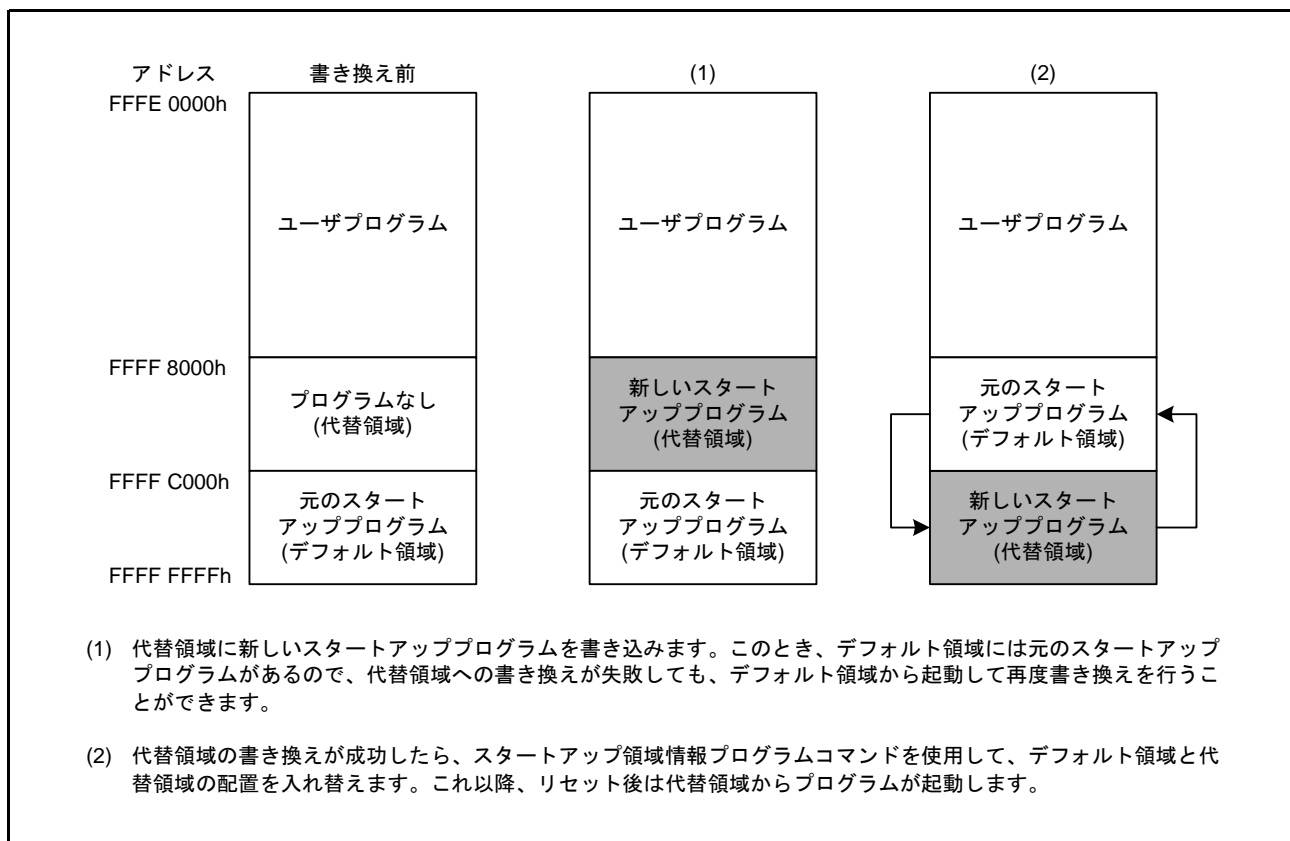 アドレス 書き換え前 (1) (2)
FFFE 0000h
ユーザプログラム ユーザプログラム ユーザプログラム
FFFF 8000h
プログラムなし
(代替領域)
新しいスタート
アッププログラム
(代替領域)
元のスタート
アッププログラム
(デフォルト領域)
FFFF C000h
元のスタート
アッププログラム
(デフォルト領域)
元のスタート
アッププログラム
(デフォルト領域)
新しいスタート
アッププログラム
(代替領域)
FFFF FFFFh
(1) 代替領域に新しいスタートアッププログラムを書き込みます。このとき、デフォルト領域には元のスタートアップ
プログラムがあるので、代替領域への書き換えが失敗しても、デフォルト領域から起動して再度書き換えを行うこ
とができます。
(2) 代替領域の書き換えが成功したら、スタートアップ領域情報プログラムコマンドを使用して、デフォルト領域と代
替領域の配置を入れ替えます。これ以降、リセット後は代替領域からプログラムが起動します。